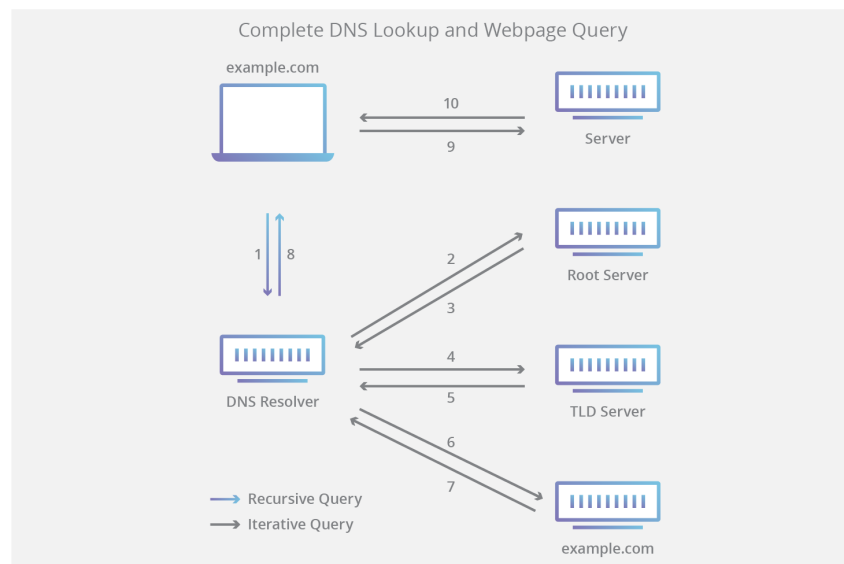 Complete DNS Lookup and Webpage Query
example.com
10
9
Server
1
8
2
3
Root Server
DNS Resolver
4
5
TLD Server
6
7
Recursive Query
Iterative Query
example.com